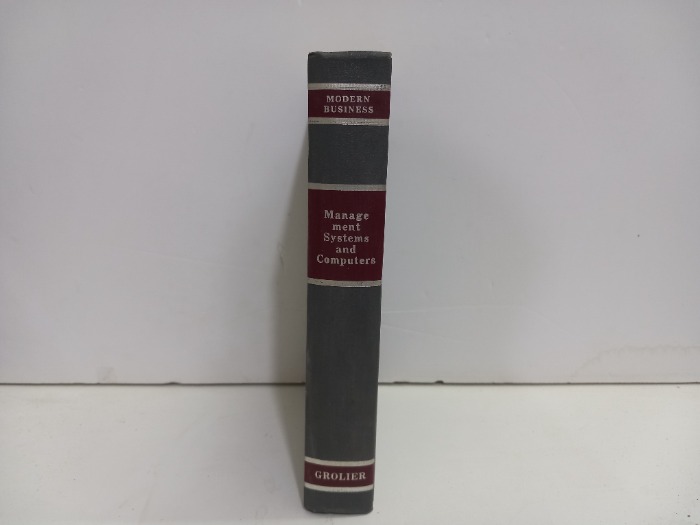 MODERN
BUSINESS
Manage
ment
Systems
and
Computers
GROLIER